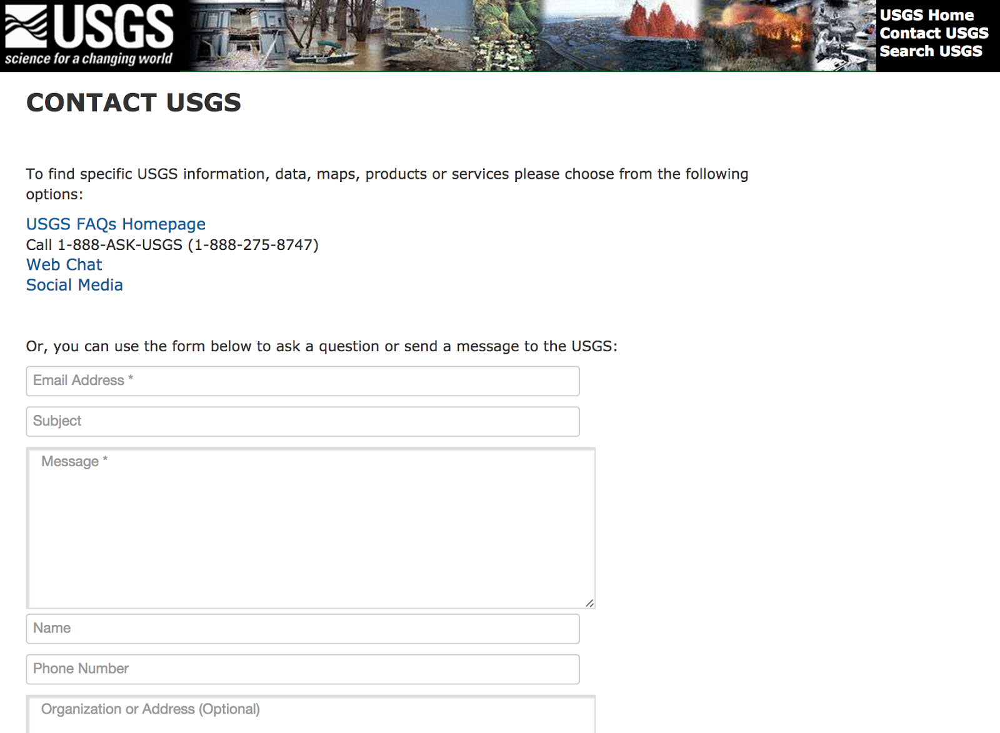 USGS
science for a changing world
USGS Home
Contact USGS
Search USGS
CONTACT USGS
To find specific USGS information, data, maps, products or services please choose from the following
options:
USGS FAQs Homepage
Call 1-888-ASK-USGS (1-888-275-8747)
Web Chat
Social Media
Or, you can use the form below to ask a question or send a message to the USGS:
Email Address *
Subject
Message *
Name
Phone Number
Organization or Address (Optional)